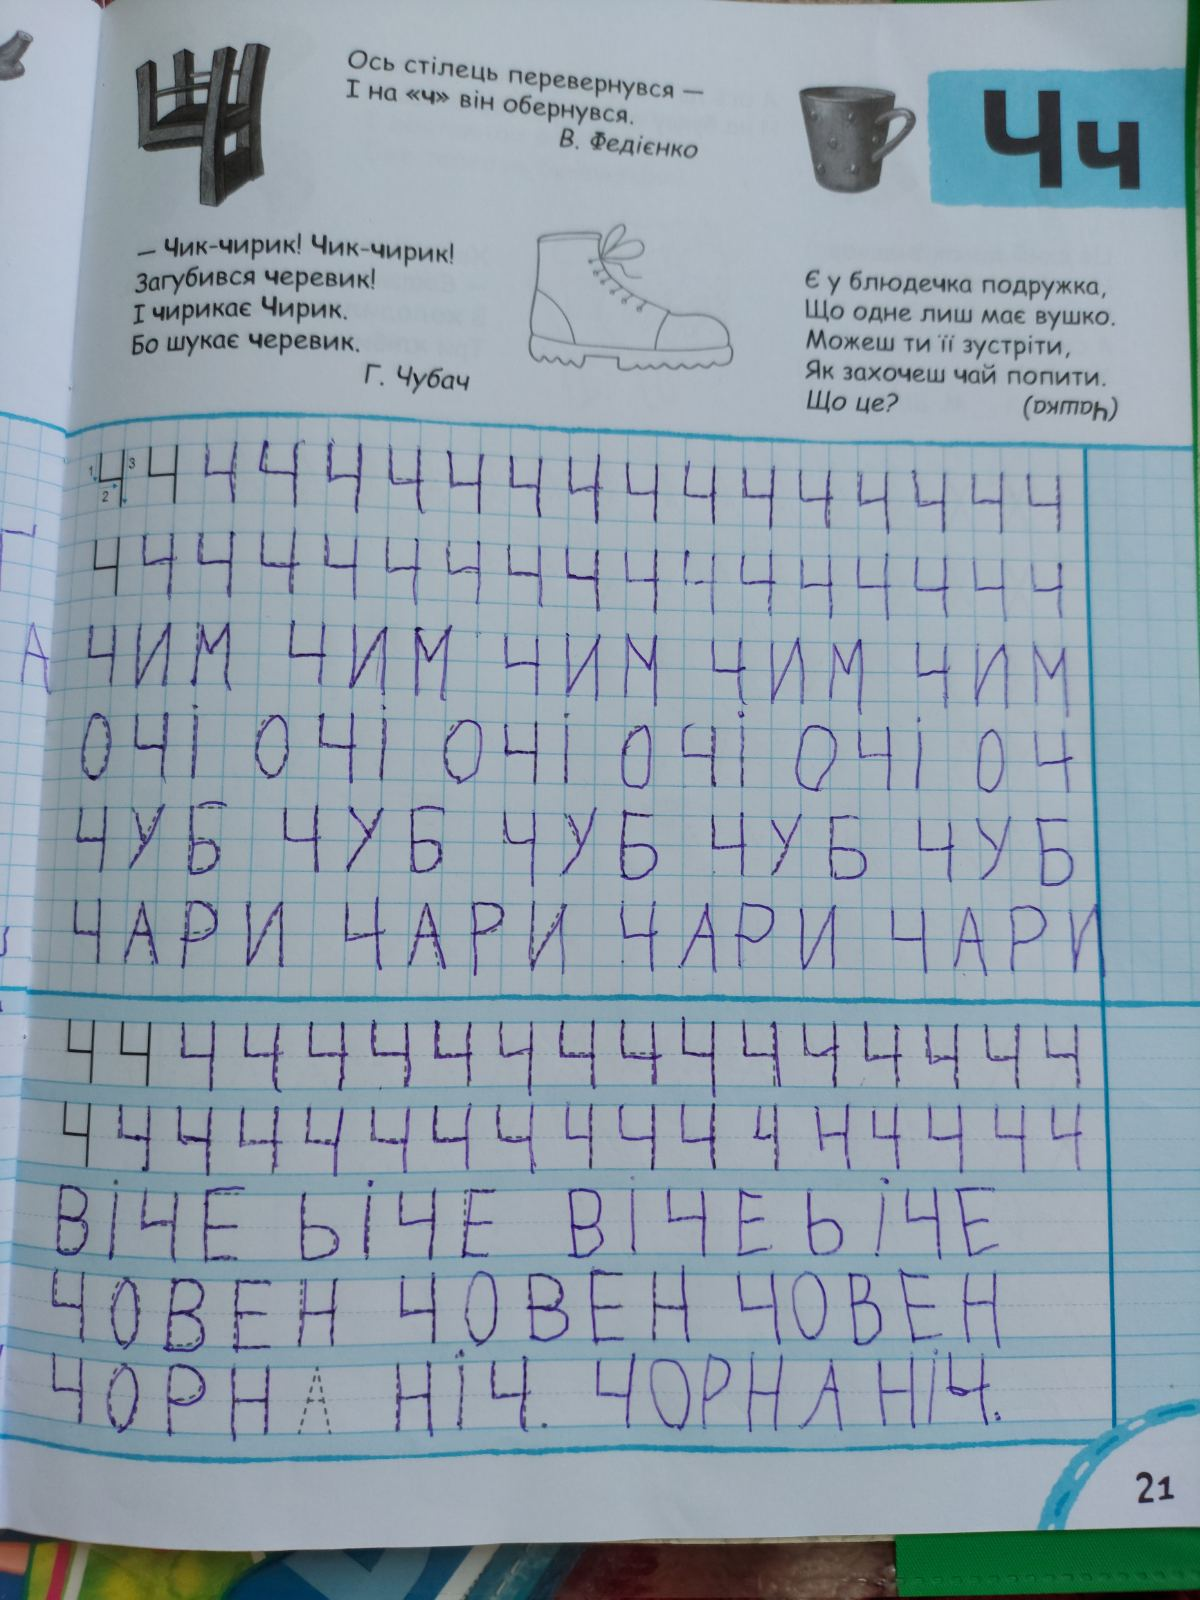 Ось стілець перевернувся —
І на «ч» він обернувся.
В. Федієнко
Чч
— Чик-чирик! Чик-чирик!
Загубився черевик!
І чирикає Чирик.
Бо шукає черевик.
Г. Чубач
Є у блюдечка подружка,
Що одне лиш має вушко.
Можеш ти її зустріти,
Як захочеш чай попити.
Що це? (Чашка)
1 2 3
Ч Ч Ч Ч Ч Ч Ч Ч Ч Ч Ч Ч Ч Ч Ч Ч Ч
Ч Ч Ч Ч Ч Ч Ч Ч Ч Ч Ч Ч Ч Ч Ч Ч Ч
А
ЧИМ ЧИМ ЧИМ ЧИМ ЧИМ
ОЧІ ОЧІ ОЧІ ОЧІ ОЧІ ОЧ
ЧУБ ЧУБ ЧУБ ЧУБ ЧУБ
ЧАРИ ЧАРИ ЧАРИ ЧАРИ
Ч Ч Ч Ч Ч Ч Ч Ч Ч Ч Ч Ч Ч Ч Ч Ч Ч
Ч Ч Ч Ч Ч Ч Ч Ч Ч Ч Ч Ч Ч Ч Ч Ч Ч
ВІЧЕ ЬІЧЕ ВІЧЕ ЬІЧЕ
ЧОВЕН ЧОВЕН ЧОВЕН
ЧОРНА НІЧ. ЧОРНА НІЧ.
21